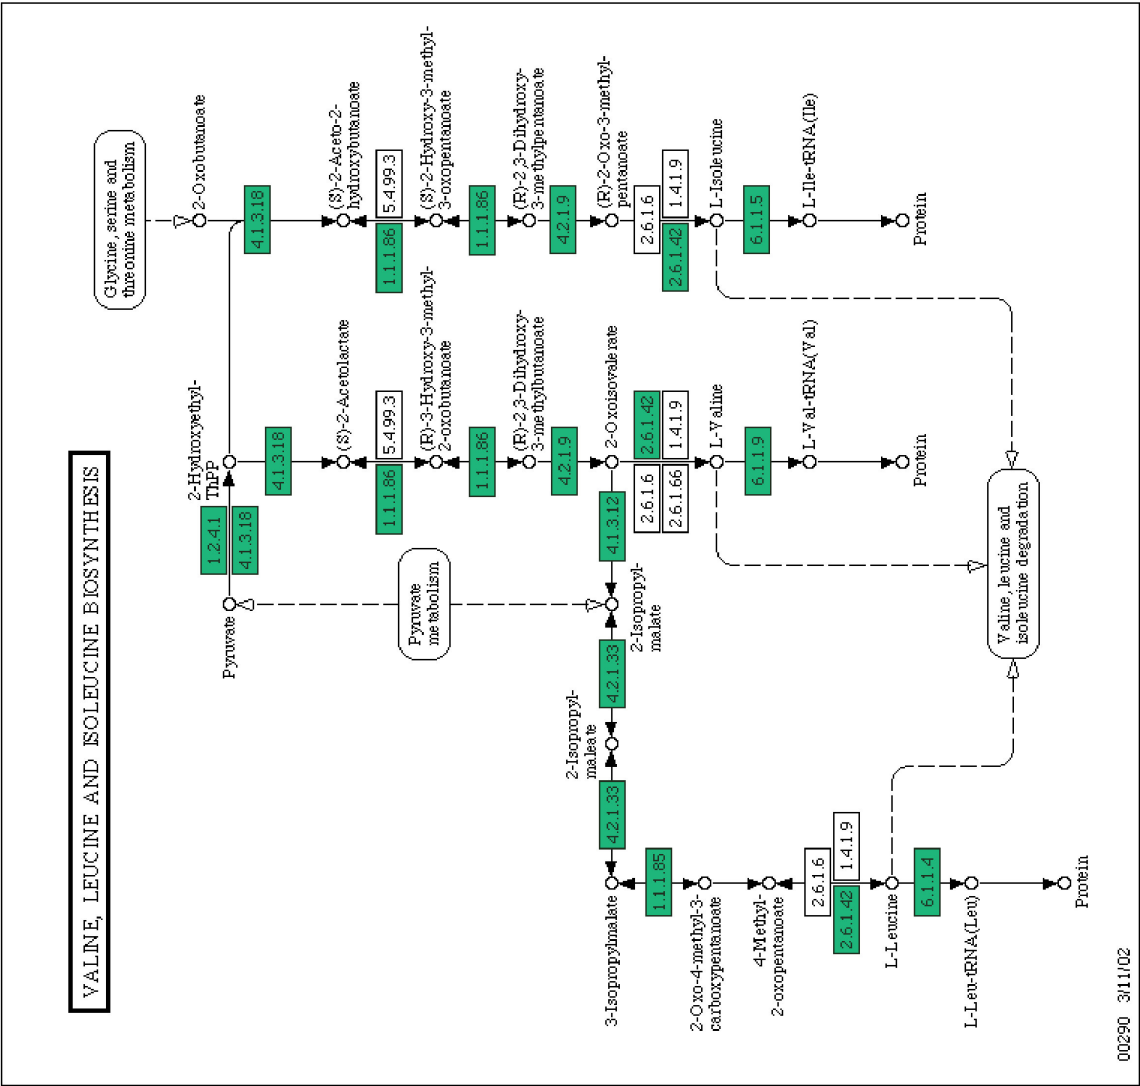 VALINE, LEUCINE AND ISOLEUCINE BIOSYNTHESIS
Glycine, serine and
threonine metabolism
2-Hydroxyethyl-
ThPP
2-Oxobutanoate
Pyruvate
1.2.4.1
4.1.3.18
4.1.3.18
4.1.3.18
(S)-2-Acetolactate
(S)-2-Aceto-2-
hydroxybutanoate
1.1.1.86
5.4.99.3
1.1.1.86
5.4.99.3
Pyruvate
metabolism
(R)-3-Hydroxy-3-methyl-
2-oxobutanoate
(S)-2-Hydroxy-3-methyl-
3-oxopentanoate
1.1.1.86
1.1.1.86
(R)-2,3-Dihydroxy-
3-methylbutanoate
(R)-2,3-Dihydroxy-
3-methylpentanoate
4.2.1.9
4.2.1.9
2-Isopropyl-
maleate
2-Oxoisovalerate
(R)-2-Oxo-3-methyl-
pentanoate
3-Isopropylmalate
4.2.1.33
4.2.1.33
4.1.3.12
2-Isopropyl-
malate
2.6.1.6
2.6.1.42
2.6.1.66
1.4.1.9
2.6.1.6
2.6.1.42
1.4.1.9
1.1.1.85
L-Valine
L-Isoleucine
2-Oxo-4-methyl-3-
carboxypentanoate
6.1.1.9
6.1.1.5
4-Methyl-
2-oxopentanoate
L-Val-tRNA(Val)
L-Ile-tRNA(Ile)
2.6.1.6
2.6.1.42
1.4.1.9
L-Leucine
Protein
Protein
6.1.1.4
L-Leu-tRNA(Leu)
Valine, leucine and
isoleucine degradation
Protein
00290 3/11/02